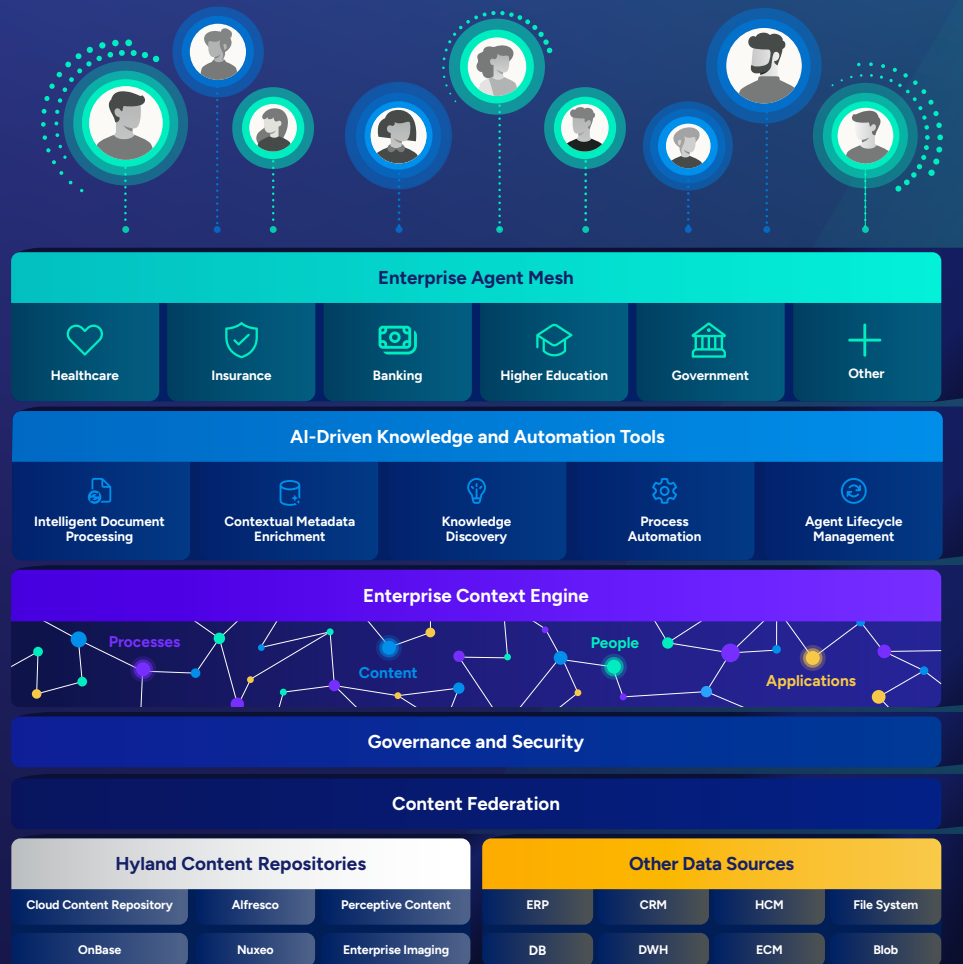 Enterprise Agent Mesh
Healthcare
Insurance
Banking
Higher Education
Government
Other
AI-Driven Knowledge and Automation Tools
Intelligent Document
Processing
Contextual Metadata
Enrichment
Knowledge
Discovery
Process
Automation
Agent Lifecycle
Management
Enterprise Context Engine
Processes
Content
People
Applications
Governance and Security
Content Federation
Hyland Content Repositories
Cloud Content Repository
Alfresco
Perceptive Content
OnBase
Nuxeo
Enterprise Imaging
Other Data Sources
ERP
CRM
HCM
File System
DB
DWH
ECM
Blob